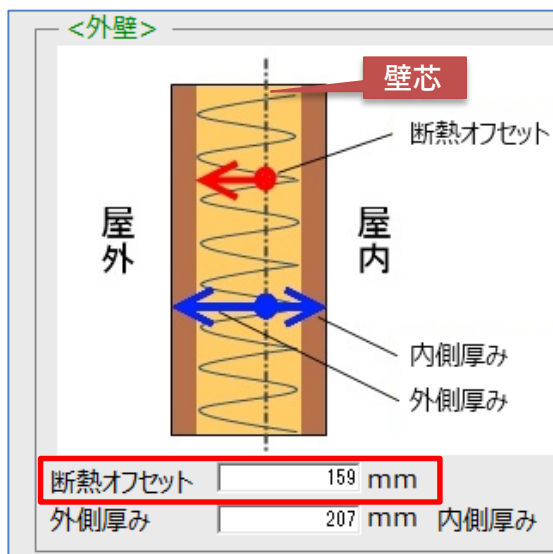 <外壁>
壁芯
断熱オフセット
屋外
屋内
内側厚み
外側厚み
断熱オフセット 159 mm
外側厚み 207 mm 内側厚み